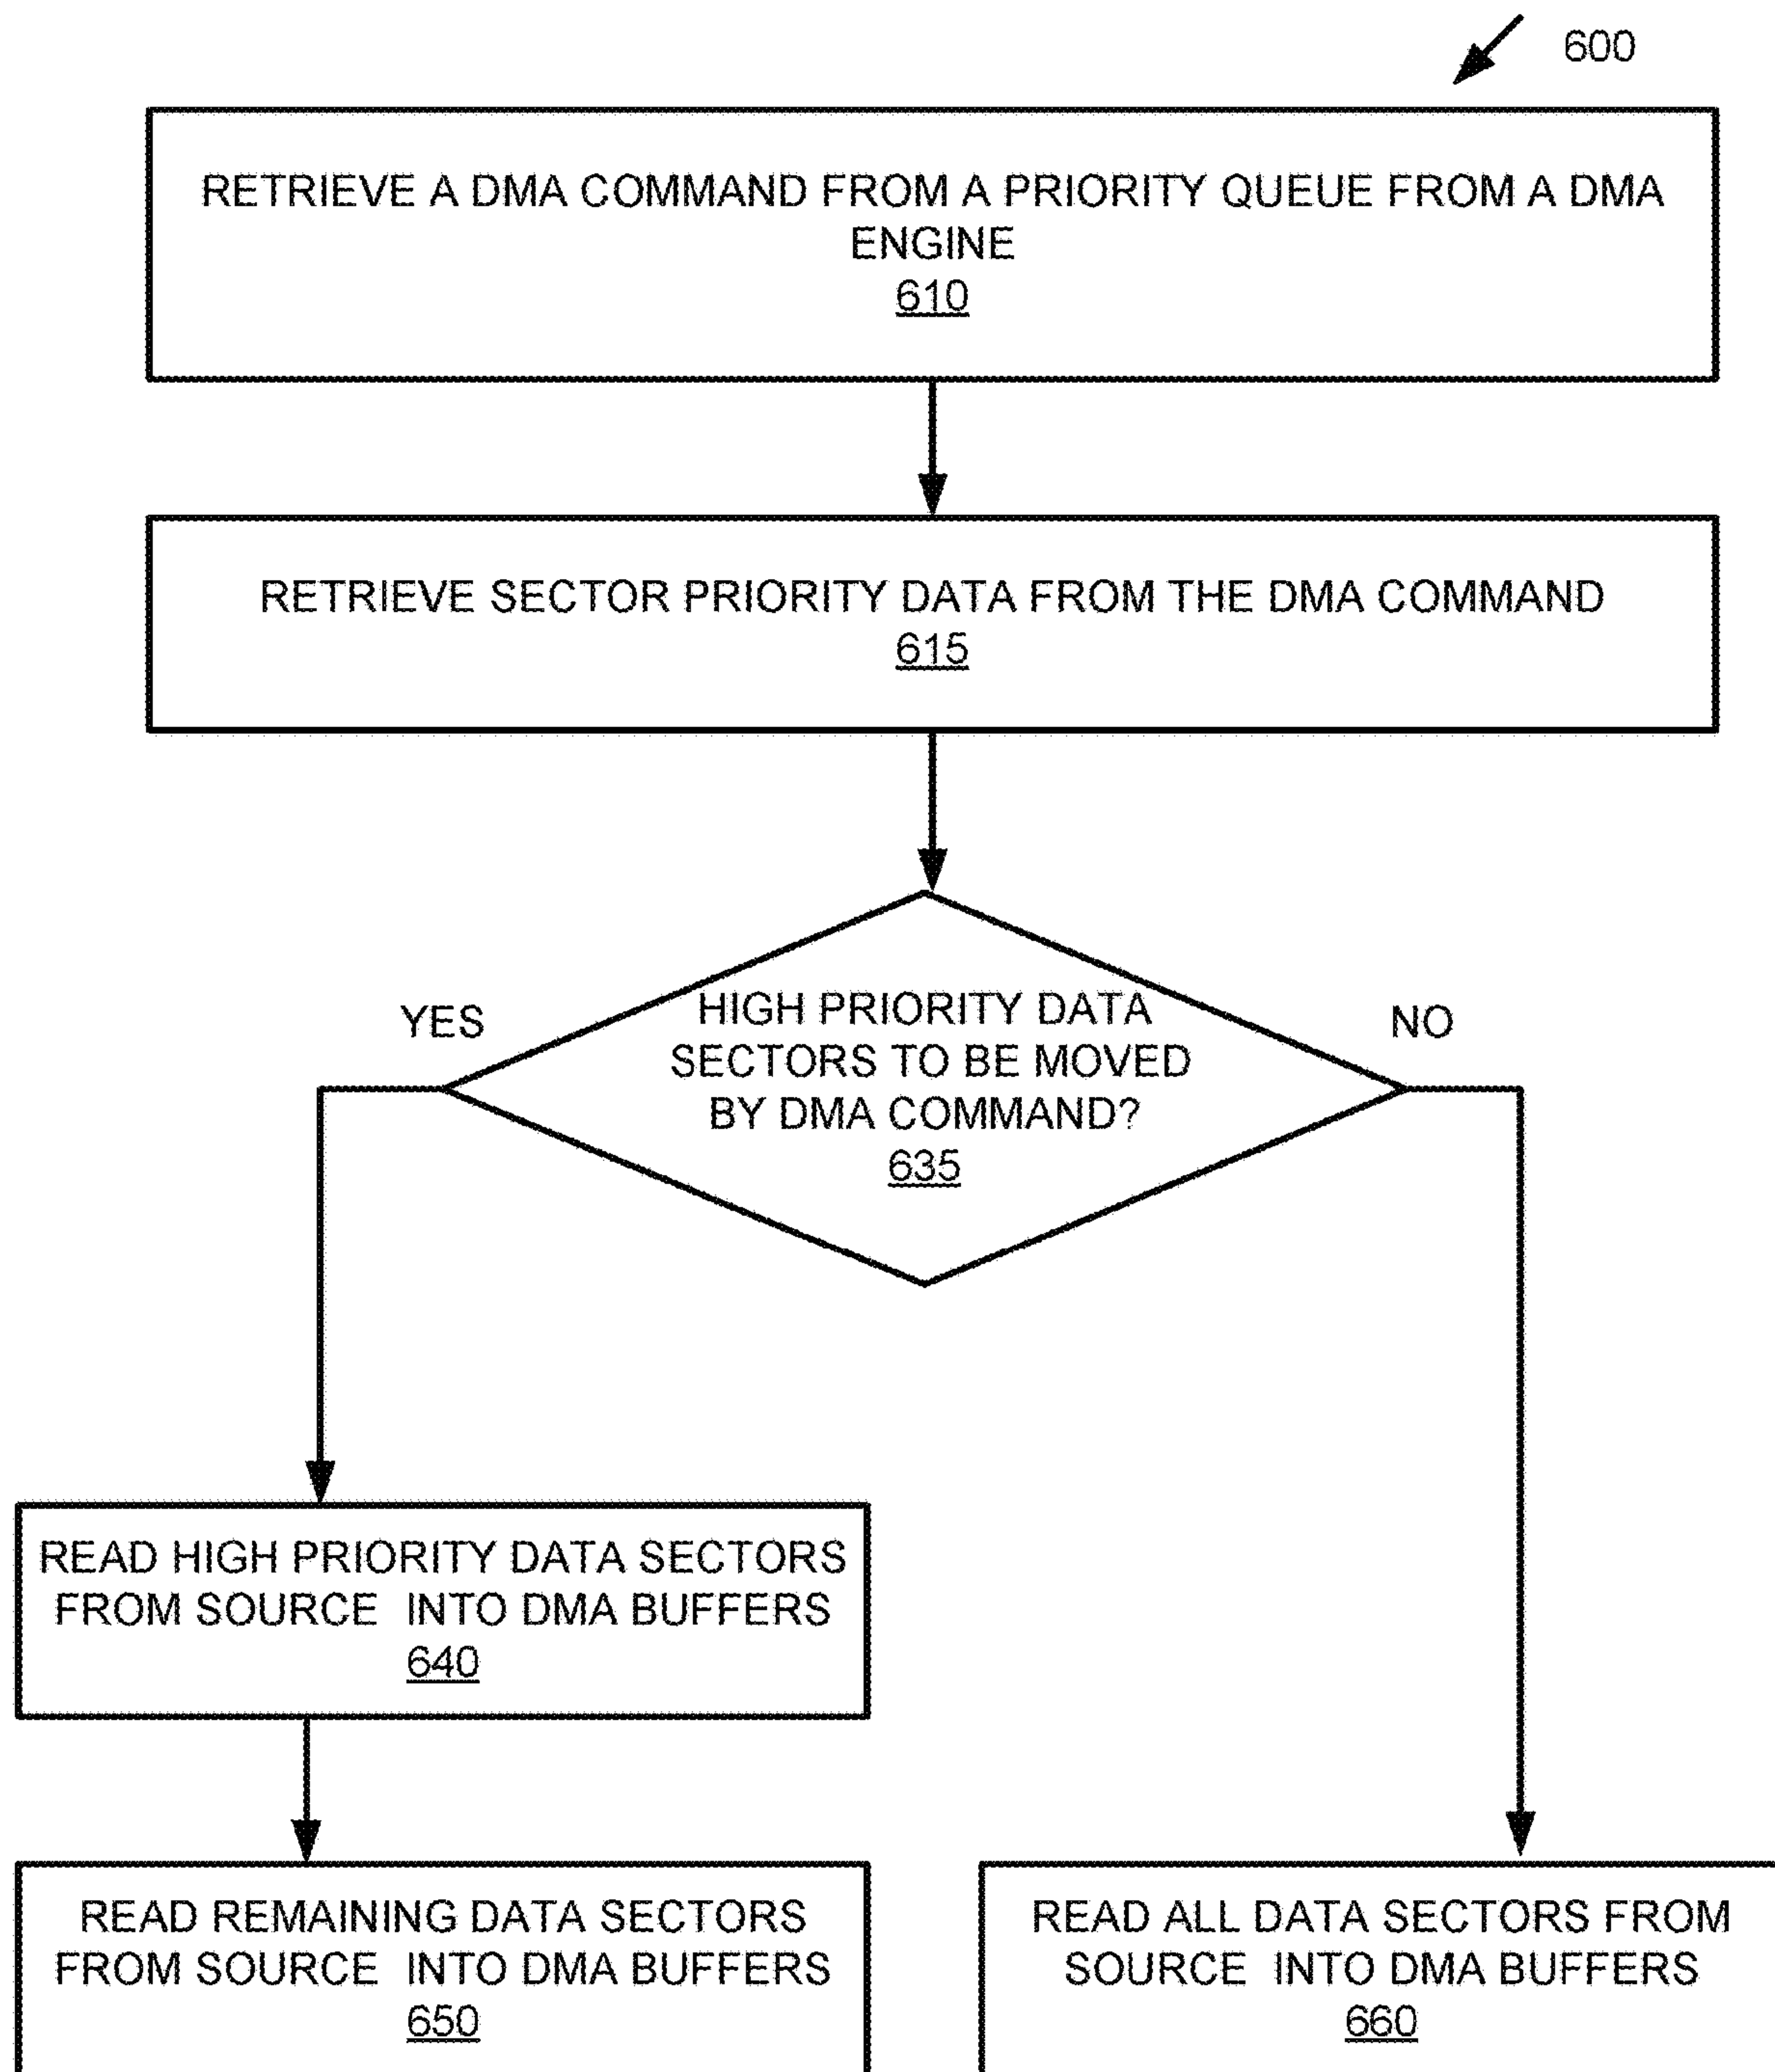 600
RETRIEVE A DMA COMMAND FROM A PRIORITY QUEUE FROM A DMA
ENGINE
610
RETRIEVE SECTOR PRIORITY DATA FROM THE DMA COMMAND
615
YES
HIGH PRIORITY DATA
SECTORS TO BE MOVED
BY DMA COMMAND?
635
NO
READ HIGH PRIORITY DATA SECTORS
FROM SOURCE INTO DMA BUFFERS
640
READ REMAINING DATA SECTORS
FROM SOURCE INTO DMA BUFFERS
650
READ ALL DATA SECTORS FROM
SOURCE INTO DMA BUFFERS
660